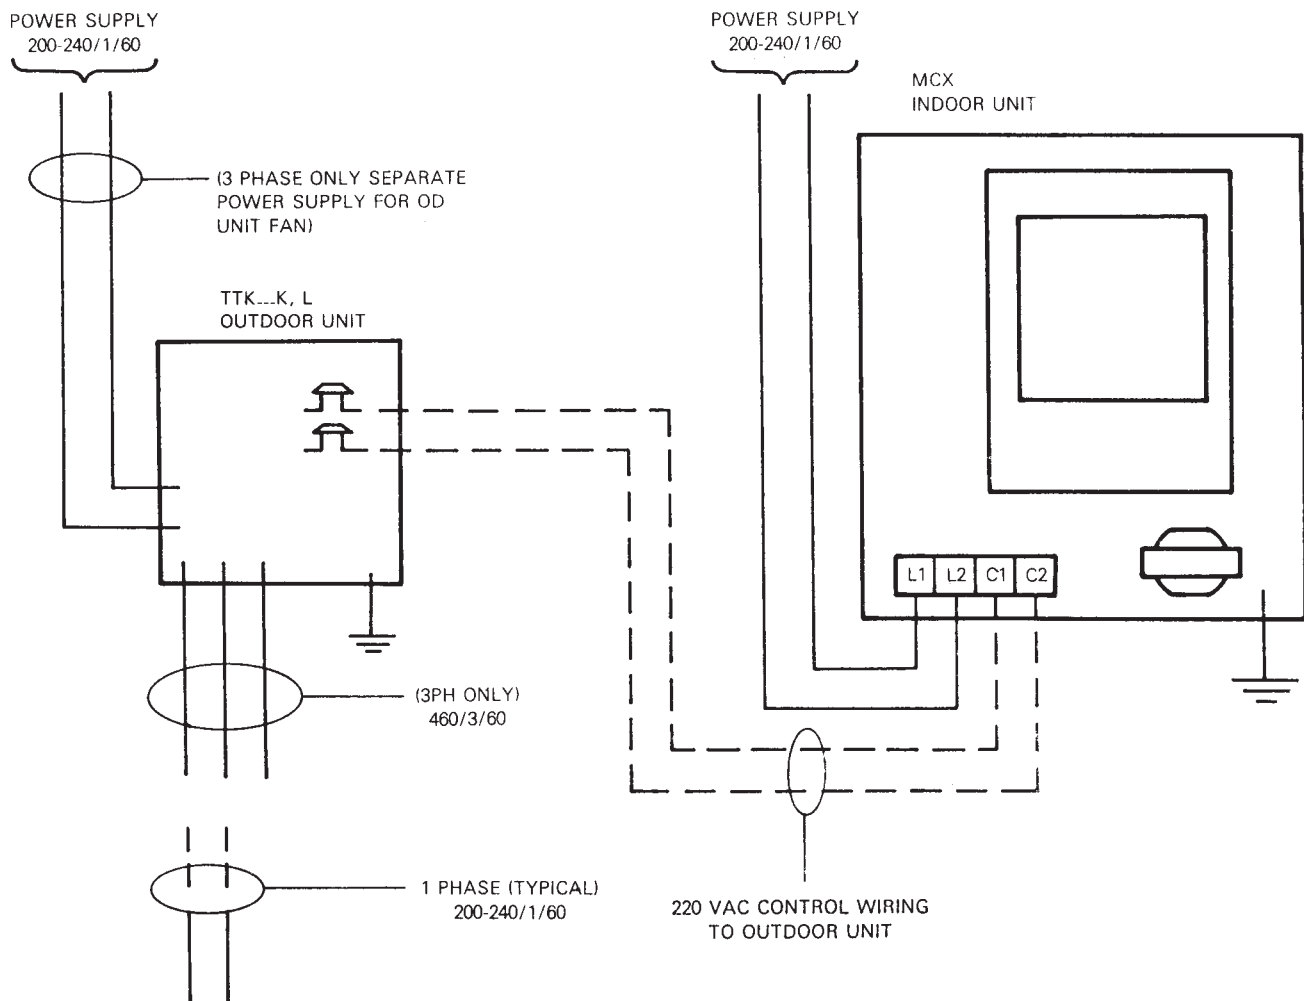 POWER SUPPLY
200-240/1/60
POWER SUPPLY
200-240/1/60
MCX
INDOOR UNIT
(3 PHASE ONLY SEPARATE
POWER SUPPLY FOR OD
UNIT FAN)
TTK---K, L
OUTDOOR UNIT
L1 L2 C1 C2
(3PH ONLY)
460/3/60
1 PHASE (TYPICAL)
200-240/1/60
220 VAC CONTROL WIRING
TO OUTDOOR UNIT